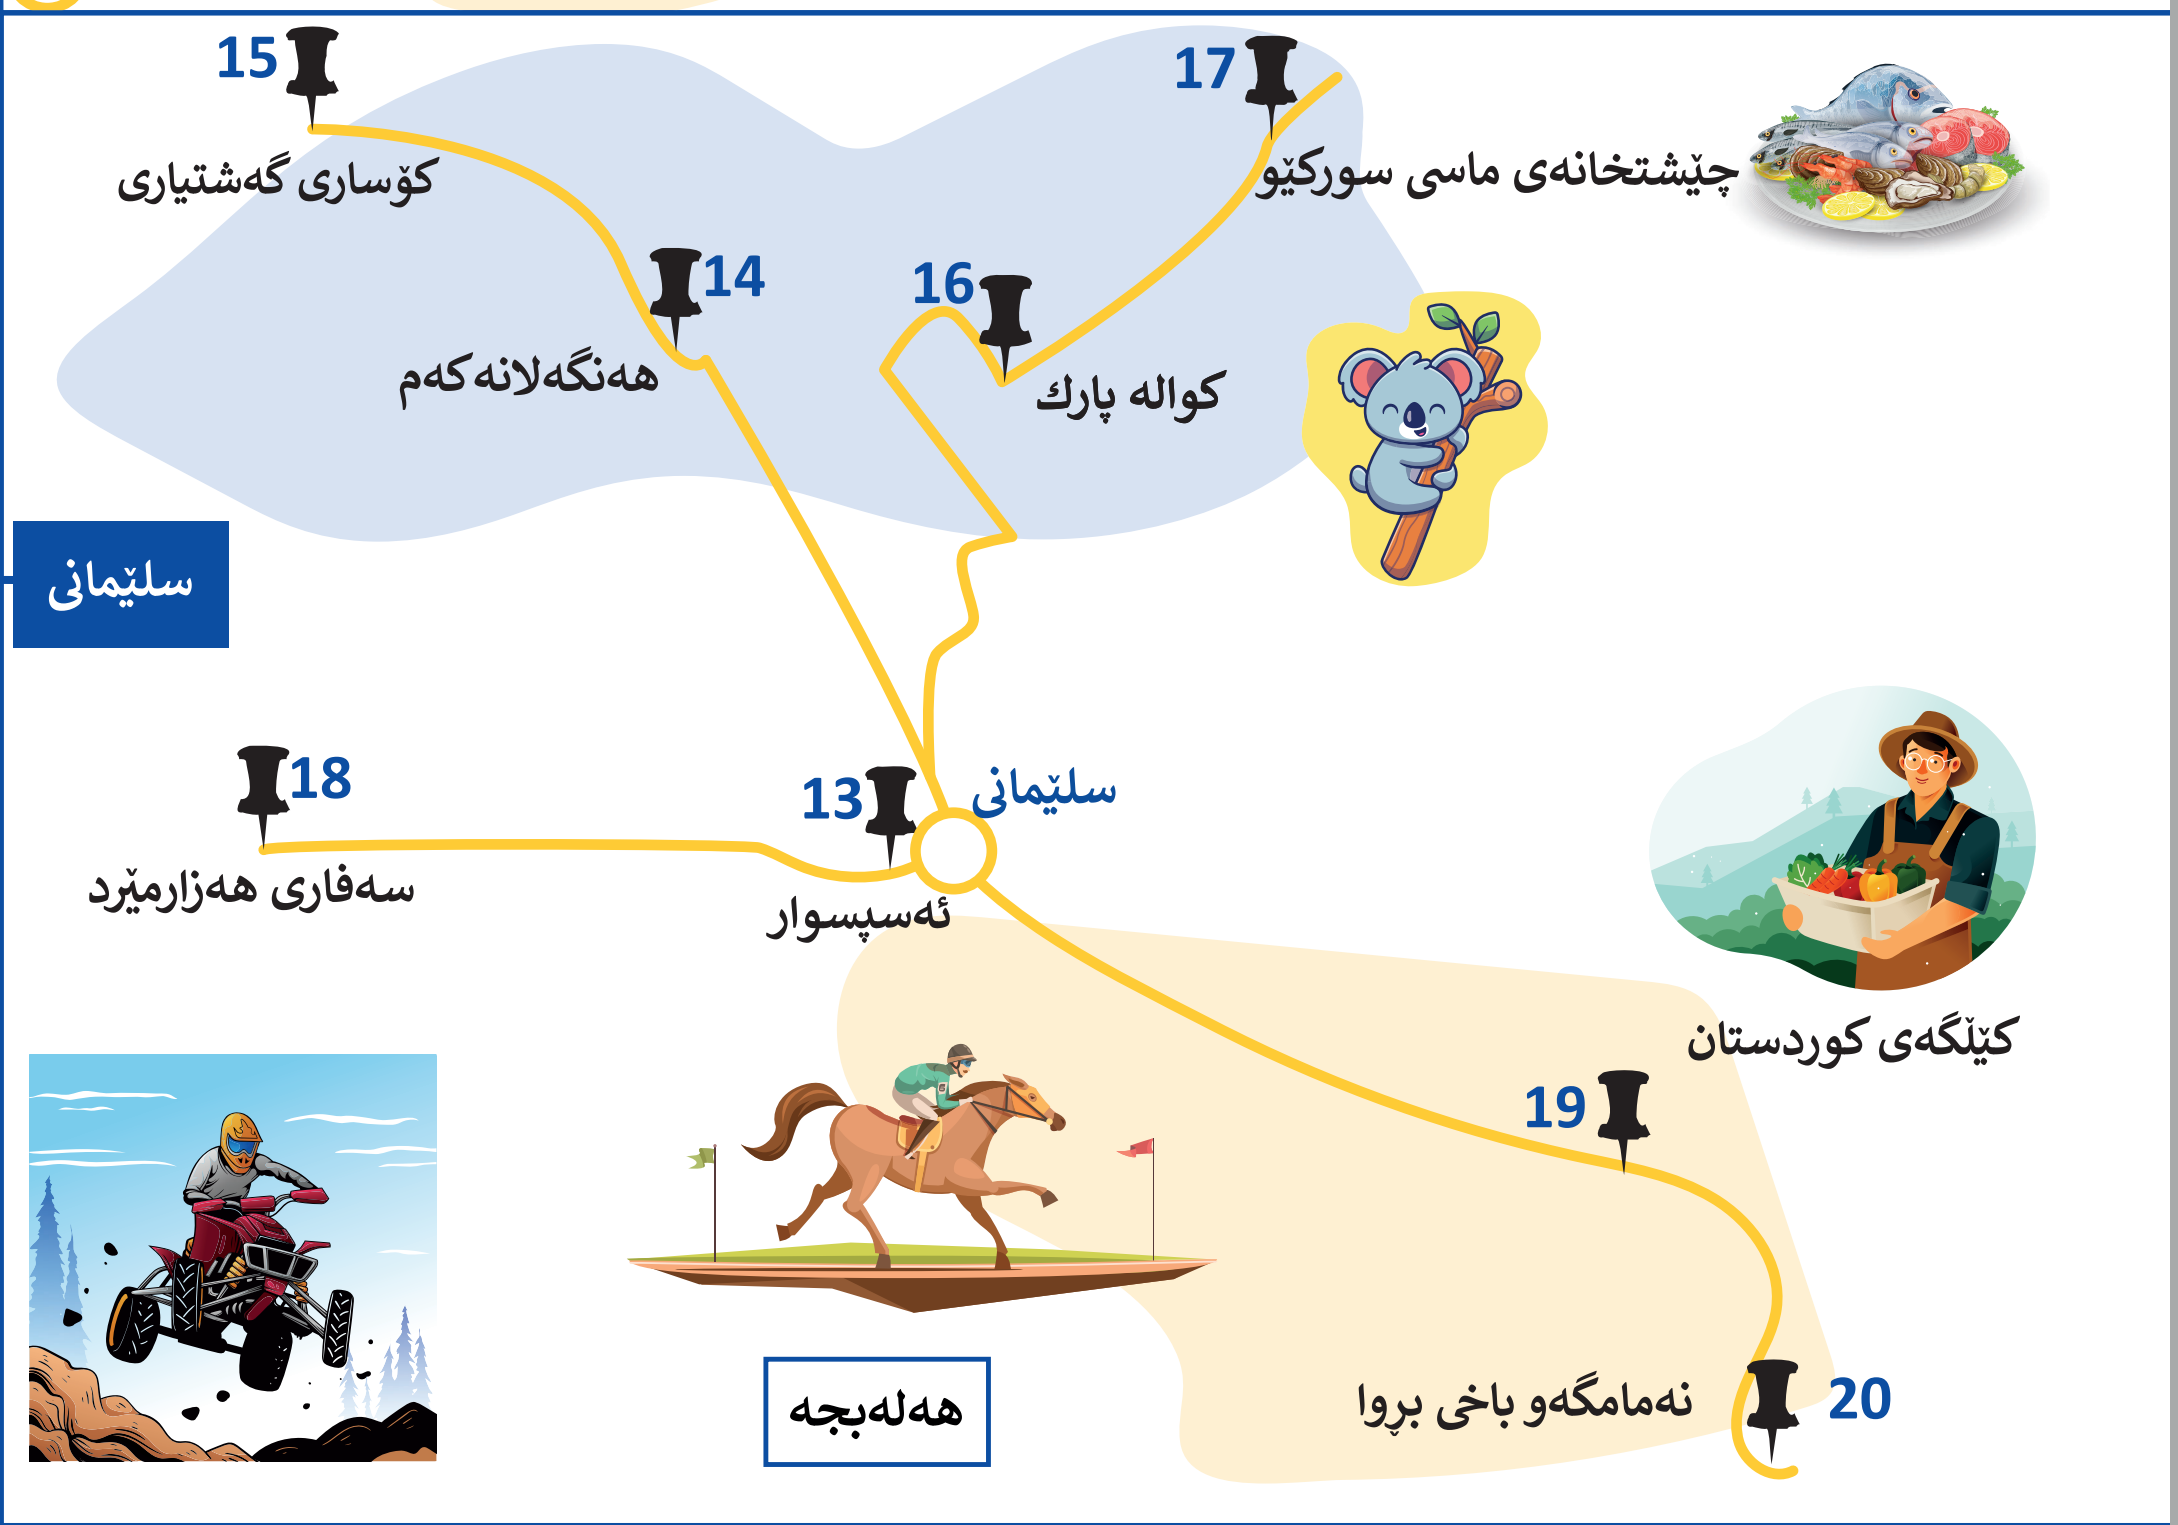 15
17
کۆساری گەشتیاری
چێشتخانەی ماسی سورکێو
14
16
هەنگەلانەکەم
کوالە پارك
سلێمانی
18
13
سلێمانی
سەفاری هەزارمێرد
ئەسپسوار
کێڵگەی کوردستان
19
نەمامگەو باخی بڕوا
20
هەلەبجە